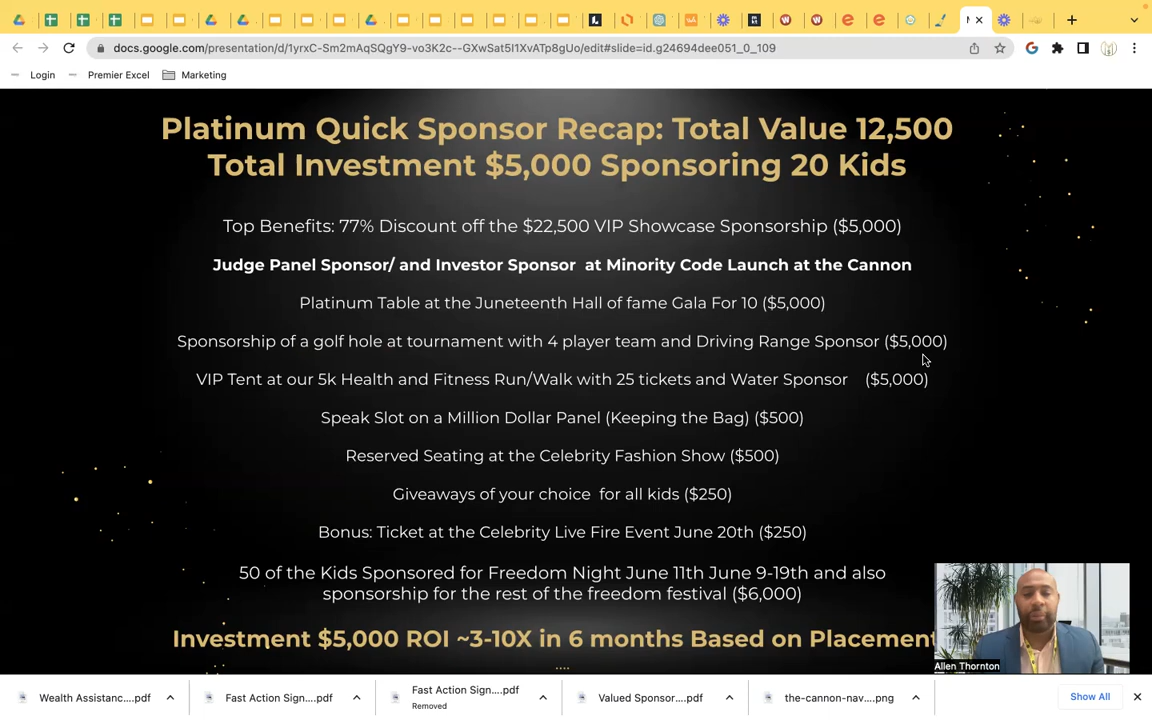 docs.google.com/presentation/d/1yrxC-Sm2mAqSQgY9-vo3K2c--GXwSat5I1XvATp8gUo/edit#slide=id.g24694dee051_0_109
Login
Premier Excel
Marketing
Platinum Quick Sponsor Recap: Total Value 12,500
Total Investment $5,000 Sponsoring 20 Kids
Top Benefits: 77% Discount off the $22,500 VIP Showcase Sponsorship ($5,000)
Judge Panel Sponsor/ and Investor Sponsor at Minority Code Launch at the Cannon
Platinum Table at the Juneteenth Hall of fame Gala For 10 ($5,000)
Sponsorship of a golf hole at tournament with 4 player team and Driving Range Sponsor ($5,000)
VIP Tent at our 5k Health and Fitness Run/Walk with 25 tickets and Water Sponsor ($5,000)
Speak Slot on a Million Dollar Panel (Keeping the Bag) ($500)
Reserved Seating at the Celebrity Fashion Show ($500)
Giveaways of your choice for all kids ($250)
Bonus: Ticket at the Celebrity Live Fire Event June 20th ($250)
50 of the Kids Sponsored for Freedom Night June 11th June 9-19th and also
sponsorship for the rest of the freedom festival ($6,000)
Investment $5,000 ROI ~3-10X in 6 months Based on Placement
Allen Thornton
Wealth Assistanc....pdf
Fast Action Sign....pdf
Fast Action Sign....pdf
Removed
Valued Sponsor....pdf
the-cannon-nav....png
Show All